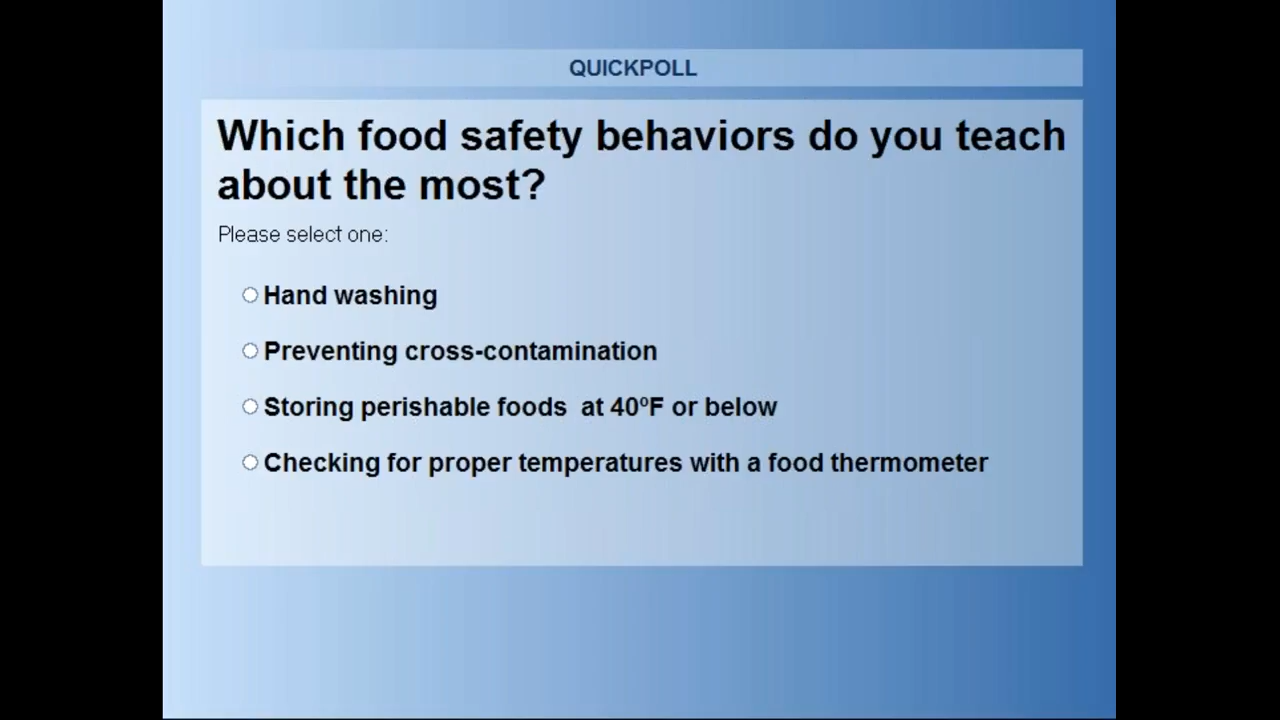 QUICKPOLL
Which food safety behaviors do you teach
about the most?
Please select one:
Hand washing
Preventing cross-contamination
Storing perishable foods  at 40ºF or below
Checking for proper temperatures with a food thermometer